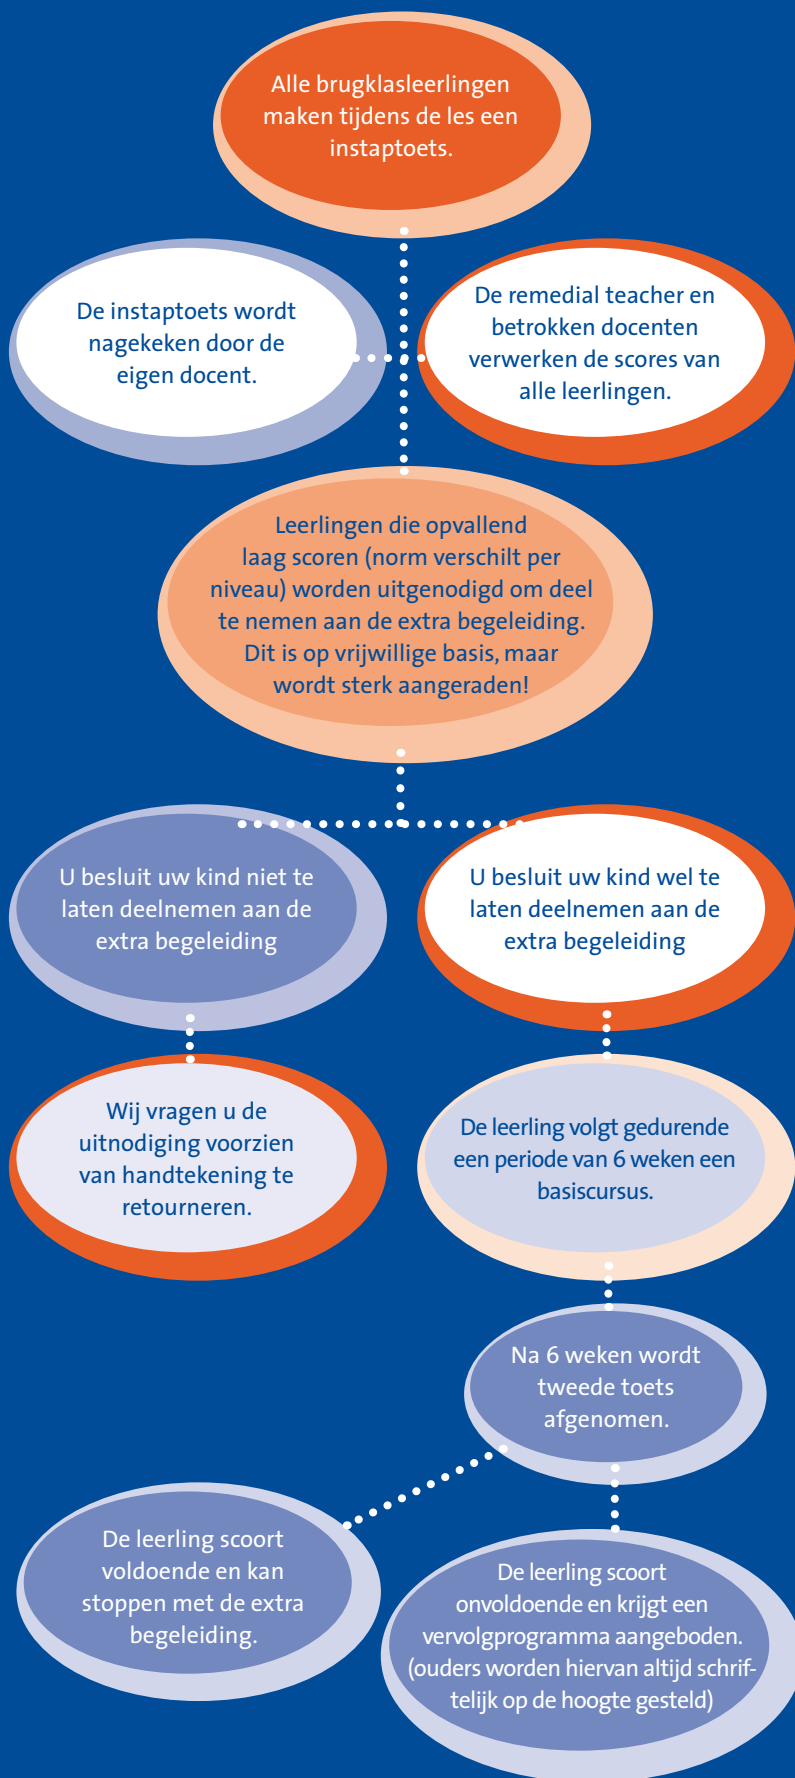 Alle brugklasleerlingen
maken tijdens de les een
instaptoets.
De instaptoets wordt
nagekeken door de
eigen docent.
De remedial teacher en
betrokken docenten
verwerken de scores van
alle leerlingen.
Leerlingen die opvallend
laag scoren (norm verschilt per
niveau) worden uitgenodigd om deel
te nemen aan de extra begeleiding.
Dit is op vrijwillige basis, maar
wordt sterk aangeraden!
U besluit uw kind niet te
laten deelnemen aan de
extra begeleiding
U besluit uw kind wel te
laten deelnemen aan de
extra begeleiding
Wij vragen u de
uitnodiging voorzien
van handtekening te
retourneren.
De leerling volgt gedurende
een periode van 6 weken een
basiscursus.
Na 6 weken wordt
tweede toets
afgenomen.
De leerling scoort
voldoende en kan
stoppen met de extra
begeleiding.
De leerling scoort
onvoldoende en krijgt een
vervolgprogramma aangeboden.
(ouders worden hiervan altijd schrif-
telijk op de hoogte gesteld)